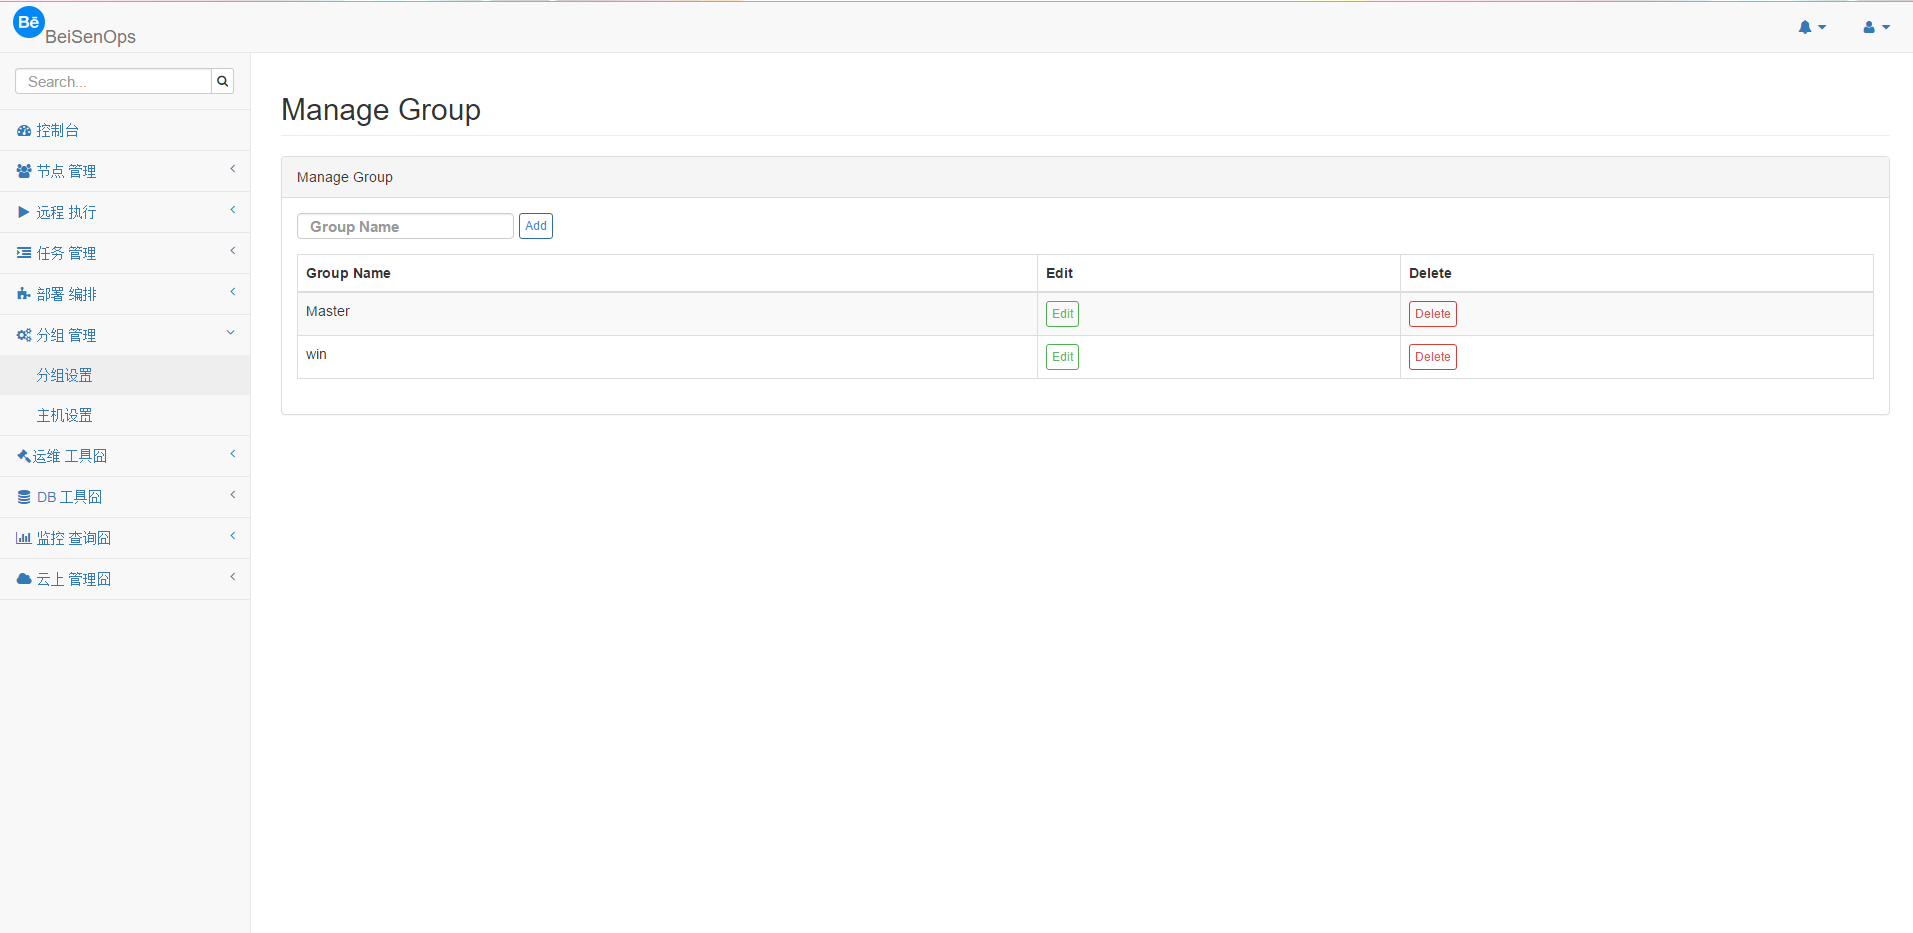 Bē
BeiSenOps
Search...
控制台
节点 管理
远程 执行
任务 管理
部署 编排
分组 管理
分组设置
主机设置
运维 工具囧
DB 工具囧
监控 查询囧
云上 管理囧
Manage Group
Manage Group
Group Name Add
Group Name Edit Delete
Master Edit Delete
win Edit Delete